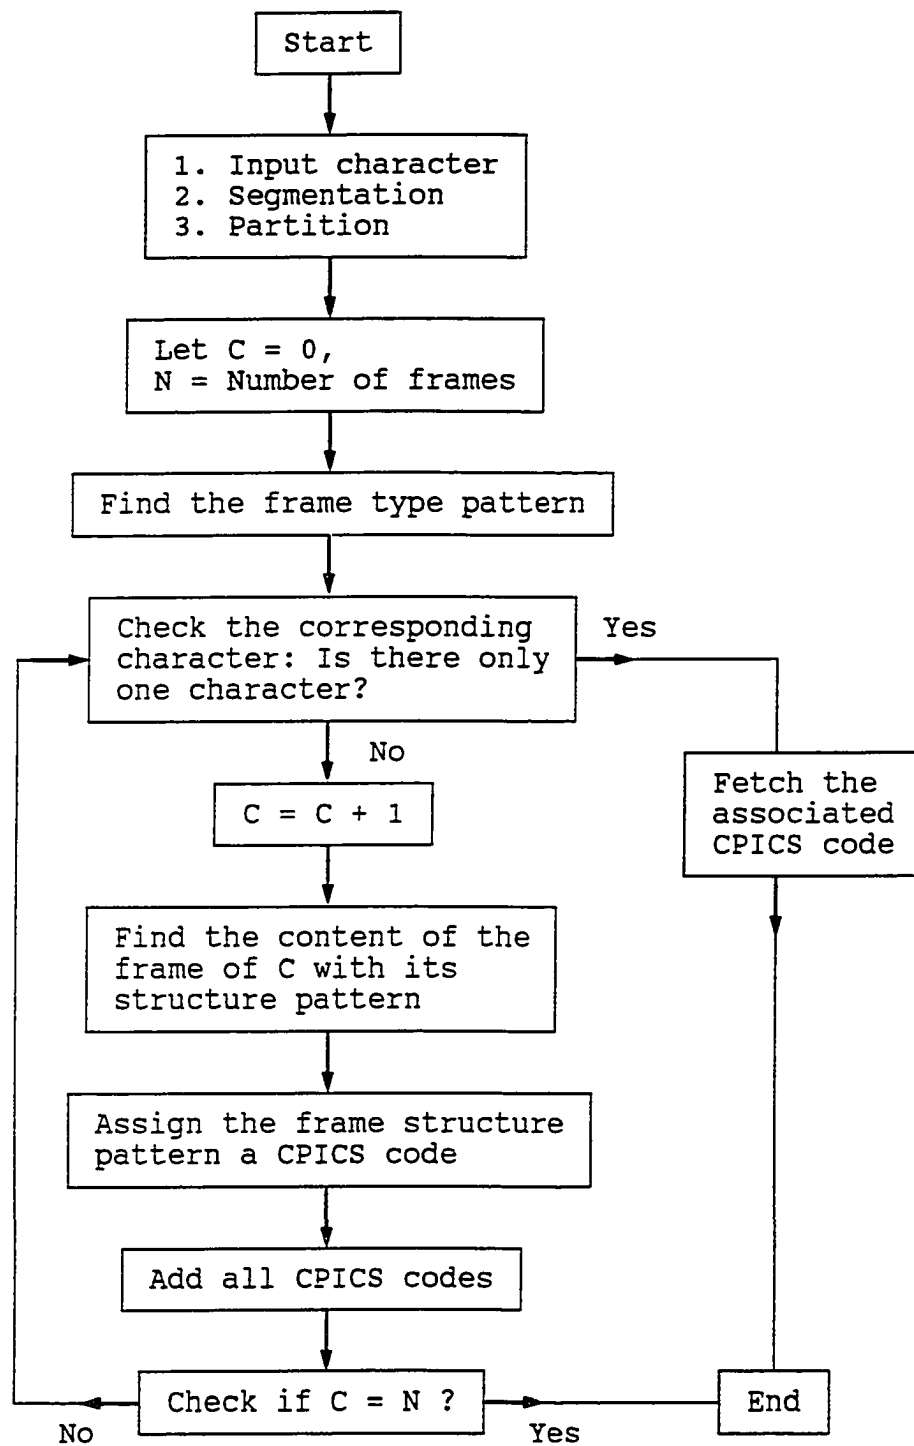 Start
1. Input character
2. Segmentation
3. Partition
Let C = 0,
N = Number of frames
Find the frame type pattern
Check the corresponding
character: Is there only
one character?
Yes
No
Fetch the
associated
CPICS code
C = C + 1
Find the content of the
frame of C with its
structure pattern
Assign the frame structure
pattern a CPICS code
Add all CPICS codes
Check if C = N ?
End
No
Yes